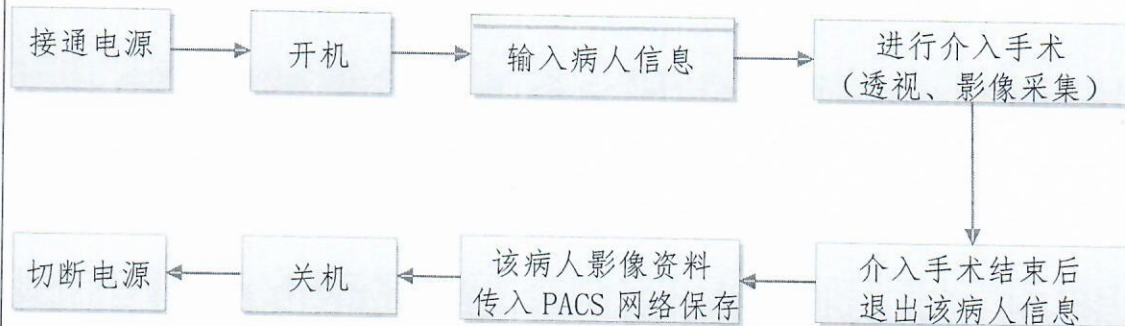 接通电源
开机
输入病人信息
进行介入手术
（透视、影像采集）
介入手术结束后
退出该病人信息
该病人影像资料
传入 PACS 网络保存
关机
切断电源